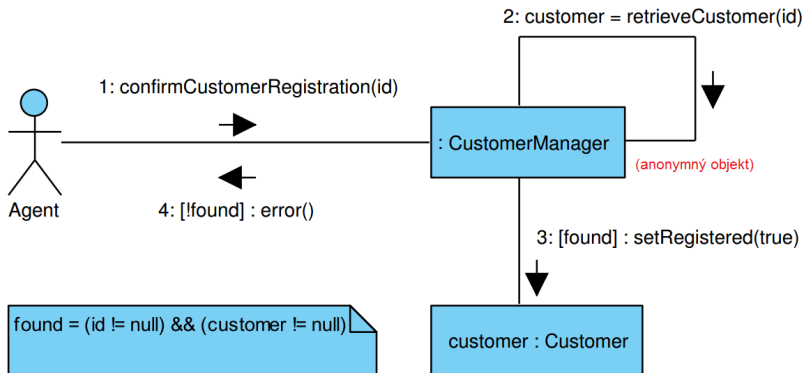 2: customer = retrieveCustomer(id)
1: confirmCustomerRegistration(id)
: CustomerManager
(anonymný objekt)
Agent
4: [!found] : error()
3: [found] : setRegistered(true)
found = (id != null) && (customer != null)
customer : Customer